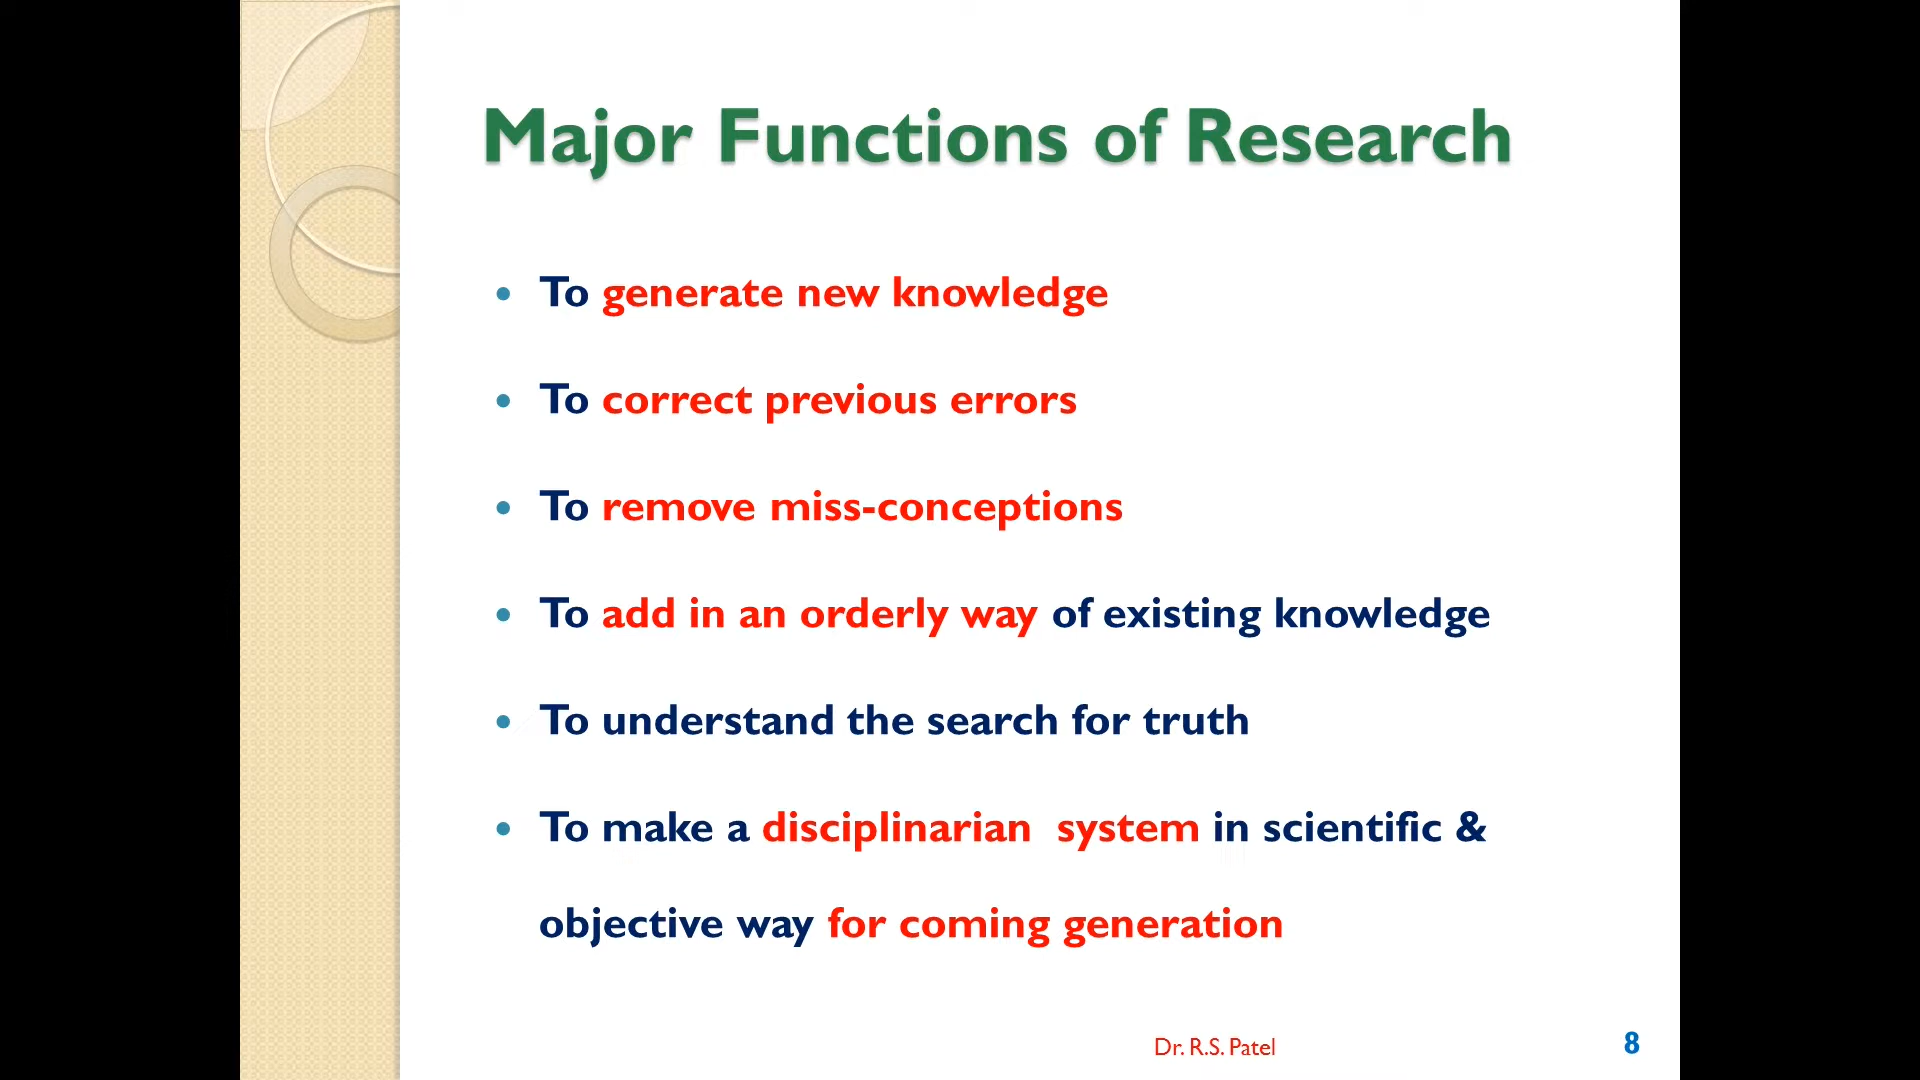 Major Functions of Research
• To generate new knowledge
• To correct previous errors
• To remove miss-conceptions
• To add in an orderly way of existing knowledge
• To understand the search for truth
• To make a disciplinarian  system in scientific &
objective way for coming generation
Dr. R.S. Patel
8